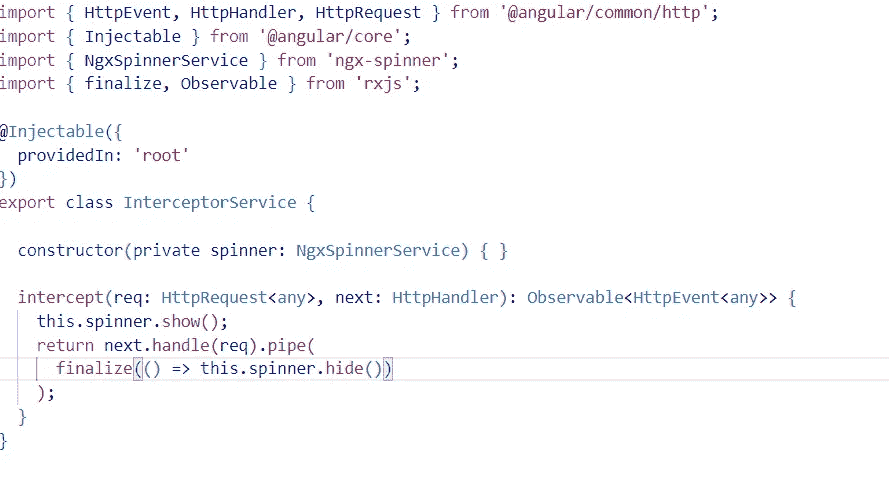 import { HttpEvent, HttpHandler, HttpRequest } from '@angular/common/http';
import { Injectable } from '@angular/core';
import { NgxSpinnerService } from 'ngx-spinner';
import { finalize, Observable } from 'rxjs';
@Injectable({
  providedIn: 'root'
})
export class InterceptorService {
  constructor(private spinner: NgxSpinnerService) { }
  intercept(req: HttpRequest<any>, next: HttpHandler): Observable<HttpEvent<any>> {
    this.spinner.show();
    return next.handle(req).pipe(
      finalize(() => this.spinner.hide())
    );
  }
}